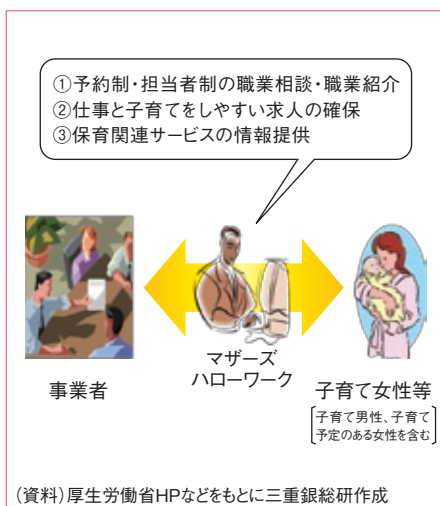 ①予約制・担当者制の職業相談・職業紹介
②仕事と子育てをしやすい求人の確保
③保育関連サービスの情報提供
事業者
マザーズ
ハローワーク
子育て女性等
子育て男性、子育て
予定のある女性を含む
(資料)厚生労働省HPなどをもとに三重銀総研作成